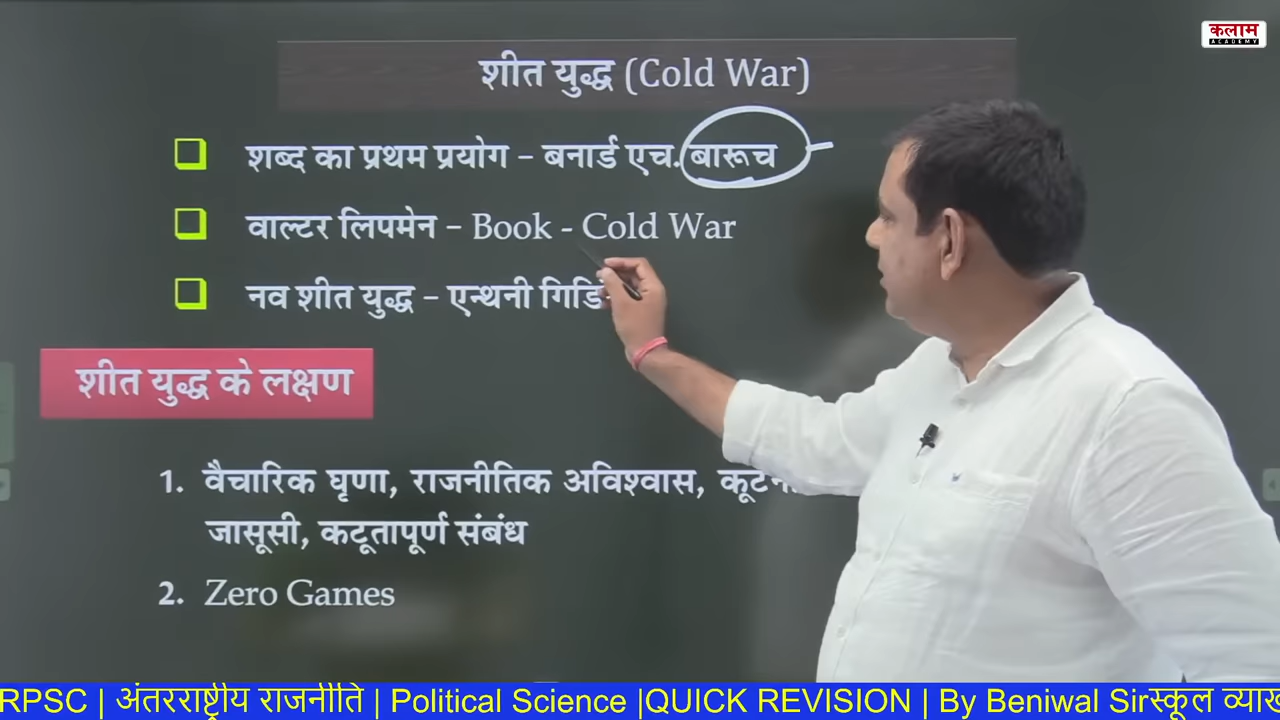 कलाम
ACADEMY
शीत युद्ध (Cold War)
शब्द का प्रथम प्रयोग – बनार्ड एच. बारूच
वाल्टर लिपमेन – Book - Cold War
नव शीत युद्ध – एन्थनी
शीत युद्ध के लक्षण
1. वैचारिक घृणा, राजनीतिक अविश्वास,
जासूसी, कटूतापूर्ण संबंध
2. Zero Games
RPSC | अंतरराष्ट्रीय राजनीति | Political Science |QUICK REVISION | By Beniwal Sirस्कूल